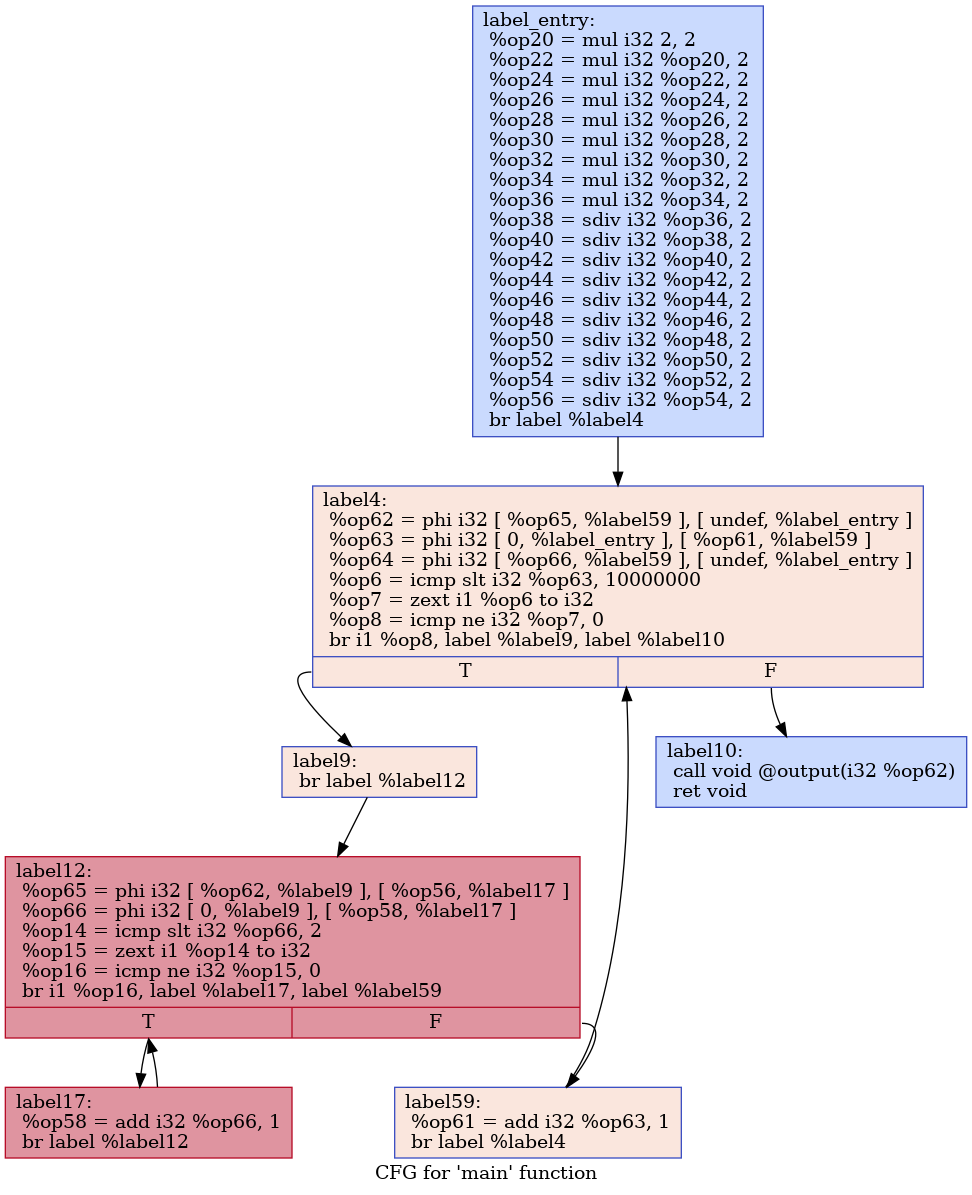 label_entry:
%op20 = mul i32 2, 2
%op22 = mul i32 %op20, 2
%op24 = mul i32 %op22, 2
%op26 = mul i32 %op24, 2
%op28 = mul i32 %op26, 2
%op30 = mul i32 %op28, 2
%op32 = mul i32 %op30, 2
%op34 = mul i32 %op32, 2
%op36 = mul i32 %op34, 2
%op38 = sdiv i32 %op36, 2
%op40 = sdiv i32 %op38, 2
%op42 = sdiv i32 %op40, 2
%op44 = sdiv i32 %op42, 2
%op46 = sdiv i32 %op44, 2
%op48 = sdiv i32 %op46, 2
%op50 = sdiv i32 %op48, 2
%op52 = sdiv i32 %op50, 2
%op54 = sdiv i32 %op52, 2
%op56 = sdiv i32 %op54, 2
br label %label4
label4:
%op62 = phi i32 [ %op65, %label59 ], [ undef, %label_entry ]
%op63 = phi i32 [ 0, %label_entry ], [ %op61, %label59 ]
%op64 = phi i32 [ %op66, %label59 ], [ undef, %label_entry ]
%op6 = icmp slt i32 %op63, 10000000
%op7 = zext i1 %op6 to i32
%op8 = icmp ne i32 %op7, 0
br i1 %op8, label %label9, label %label10
T
F
label9:
br label %label12
label10:
call void @output(i32 %op62)
ret void
label12:
%op65 = phi i32 [ %op62, %label9 ], [ %op56, %label17 ]
%op66 = phi i32 [ 0, %label9 ], [ %op58, %label17 ]
%op14 = icmp slt i32 %op66, 2
%op15 = zext i1 %op14 to i32
%op16 = icmp ne i32 %op15, 0
br i1 %op16, label %label17, label %label59
T
F
label17:
%op58 = add i32 %op66, 1
br label %label12
label59:
%op61 = add i32 %op63, 1
br label %label4
CFG for 'main' function